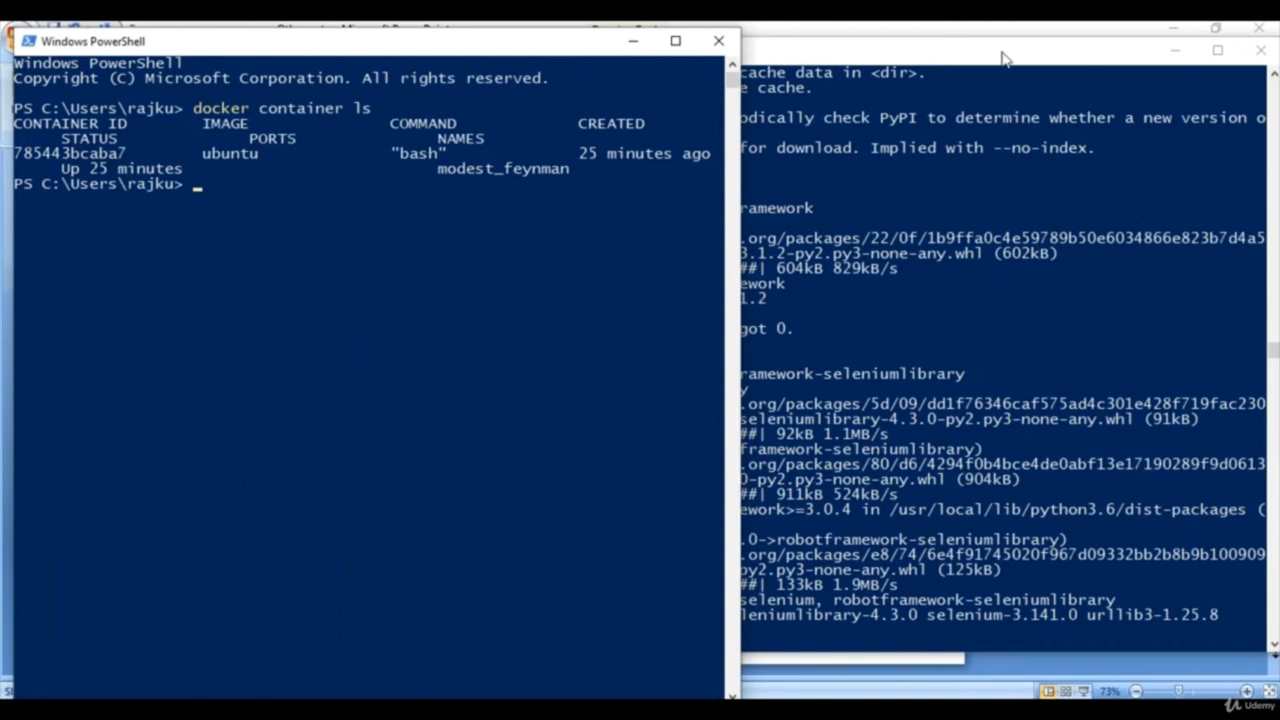 Windows PowerShell
Windows PowerShell
Copyright (C) Microsoft Corporation. All rights reserved.
PS C:\Users\rajku> docker container ls
CONTAINER ID IMAGE COMMAND CREATED
STATUS PORTS NAMES
785443bcaba7 ubuntu "bash" 25 minutes ago
Up 25 minutes modest_feynman
PS C:\Users\rajku>
cache data in <dir>.
e cache.
odically check PyPI to determine whether a new version o
for download. Implied with --no-index.
ramework
.org/packages/22/0f/1b9ffa0c4e59789b50e6034866e823b7d4a5
3.1.2-py2.py3-none-any.whl (602kB)
##| 604kB 829kB/s
ework
1.2
got 0.
ramework-seleniumlibrary
y
.org/packages/5d/09/dd1f76346caf575ad4c301e428f719fac230
seleniumlibrary-4.3.0-py2.py3-none-any.whl (91kB)
##| 92kB 1.1MB/s
framework-seleniumlibrary)
.org/packages/80/d6/4294f0b4bce4de0abf13e17190289f9d0613
0-py2.py3-none-any.whl (904kB)
##| 911kB 524kB/s
ework>=3.0.4 in /usr/local/lib/python3.6/dist-packages (
.0->robotframework-seleniumlibrary)
.org/packages/e8/74/6e4f91745020f967d09332bb2b8b9b100909
py2.py3-none-any.whl (125kB)
##| 133kB 1.9MB/s
selenium, robotframework-seleniumlibrary
leniumlibrary-4.3.0 selenium-3.141.0 urllib3-1.25.8
73%
Udemy